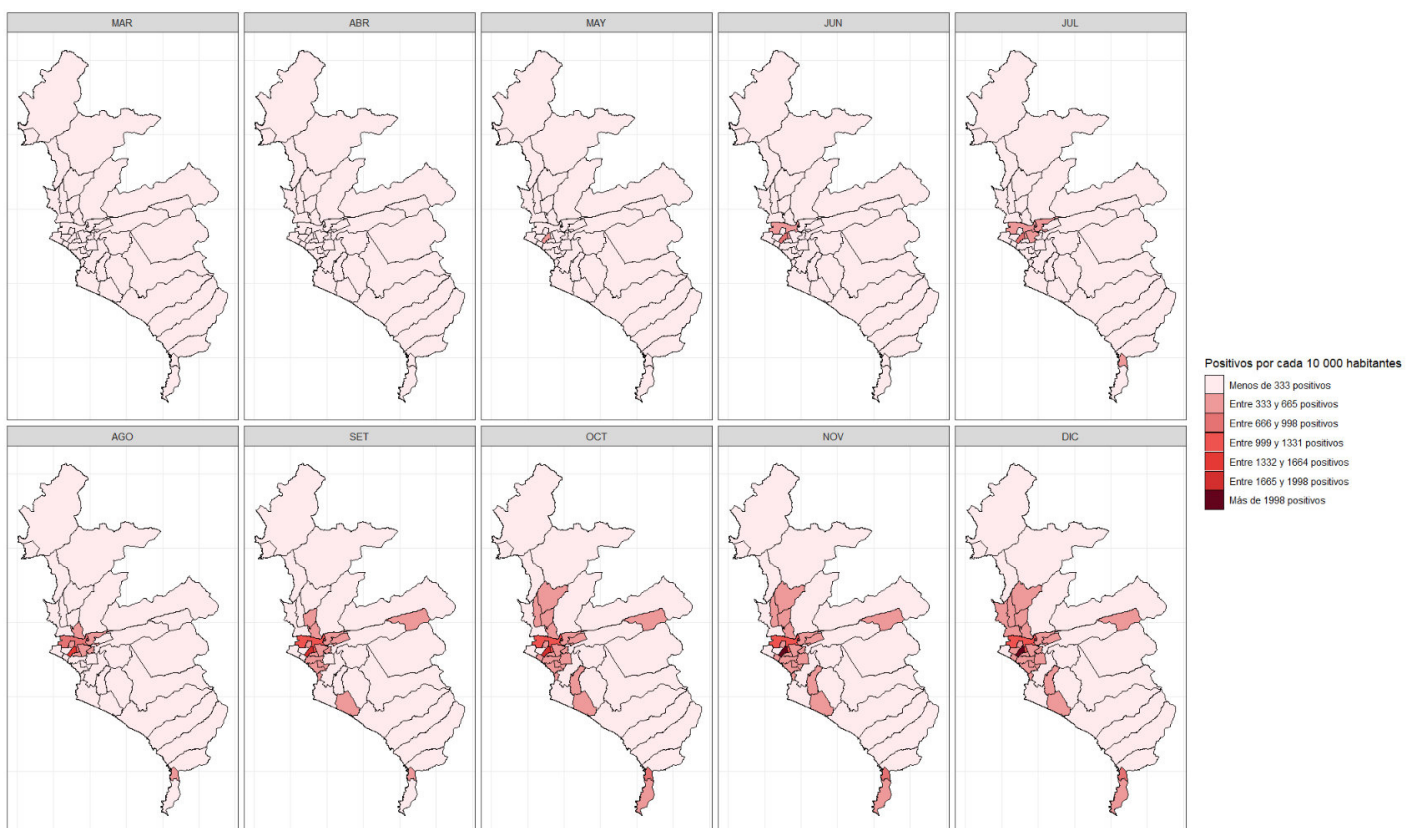 MAR
ABR
MAY
JUN
JUL
Positivos por cada 10 000 habitantes
Menos de 333 positivos
Entre 333 y 665 positivos
Entre 666 y 998 positivos
Entre 999 y 1331 positivos
Entre 1332 y 1664 positivos
Entre 1665 y 1998 positivos
Más de 1998 positivos
AGO
SET
OCT
NOV
DIC